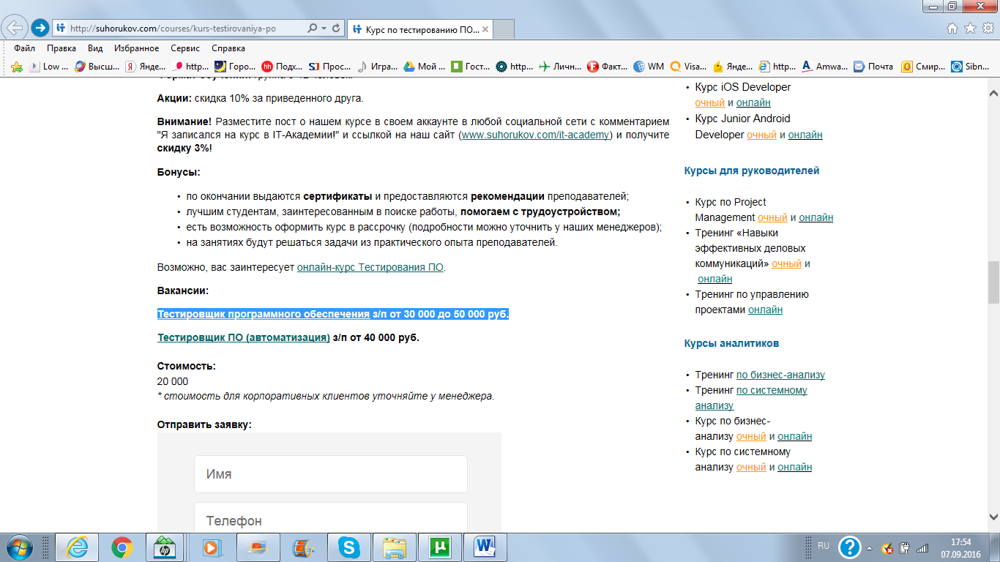 http://suhorukov.com/courses/kurs-testirovaniya-po
Курс по тестированию ПО...
Файл Правка Вид Избранное Сервис Справка
Low ... Высш... Янде... http... Горо... Подх... Прос... Игра... Мой ... Гост... http... Личн... Факт... WM Visa... Янде... http... Amwa... Почта Смир... Sibn...
Акции: скидка 10% за приведенного друга.
Внимание! Разместите пост о нашем курсе в своем аккаунте в любой социальной сети с комментарием
"Я записался на курс в IT-Академии!" и ссылкой на наш сайт (www.suhorukov.com/it-academy) и получите
скидку 3%!
Бонусы:
• по окончании выдаются сертификаты и предоставляются рекомендации преподавателей;
• лучшим студентам, заинтересованным в поиске работы, помогаем с трудоустройством;
• есть возможность оформить курс в рассрочку (подробности можно уточнить у наших менеджеров);
• на занятиях будут решаться задачи из практического опыта преподавателей.
Возможно, вас заинтересует онлайн-курс Тестирования ПО.
Вакансии:
Тестировщик программного обеспечения з/п от 30 000 до 50 000 руб.
Тестировщик ПО (автоматизация) з/п от 40 000 руб.
Стоимость:
20 000
* стоимость для корпоративных клиентов уточняйте у менеджера.
Отправить заявку:
Имя
Телефон
• Курс iOS Developer
очный и онлайн
• Курс Junior Android
Developer очный и онлайн
Курсы для руководителей
• Курс по Project
Management очный и онлайн
• Тренинг «Навыки
эффективных деловых
коммуникаций» очный и
онлайн
• Тренинг по управлению
проектами онлайн
Курсы аналитиков
• Тренинг по бизнес-анализу
• Тренинг по системному
анализу
• Курс по бизнес-
анализу очный и онлайн
• Курс по системному
анализу очный и онлайн
RU
17:54
07.09.2016